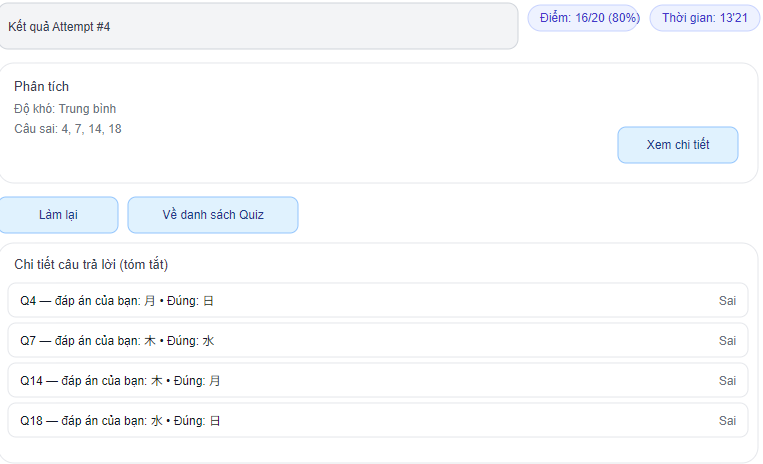 Kết quả Attempt #4
Điểm: 16/20 (80%)
Thời gian: 13'21
Phân tích
Độ khó: Trung bình
Câu sai: 4, 7, 14, 18
Xem chi tiết
Làm lại
Về danh sách Quiz
Chi tiết câu trả lời (tóm tắt)
Q4 — đáp án của bạn: 月 • Đúng: 日 Sai
Q7 — đáp án của bạn: 木 • Đúng: 水 Sai
Q14 — đáp án của bạn: 木 • Đúng: 月 Sai
Q18 — đáp án của bạn: 水 • Đúng: 日 Sai